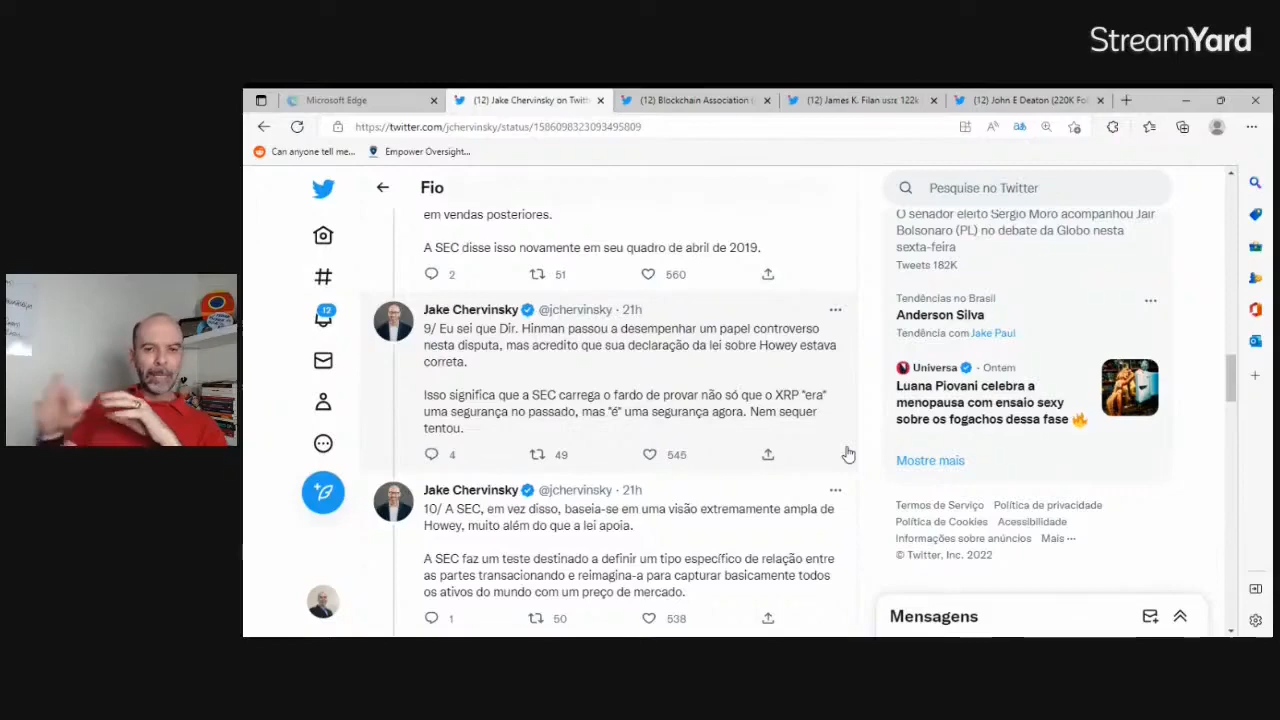 StreamYard
Microsoft Edge
(12) Jake Chervinsky on Twitt
(12) Blockchain Association
(12) James K. Filan 122k
(12) John E Deaton (220K Fo
https://twitter.com/jchervinsky/status/1586098323093495809
Can anyone tell me...
Empower Oversight...
Fio
Pesquise no Twitter
em vendas posteriores.
A SEC disse isso novamente em seu quadro de abril de 2019.
2 51 560
Jake Chervinsky @jchervinsky · 21h
9/ Eu sei que Dir. Hinman passou a desempenhar um papel controverso
nesta disputa, mas acredito que sua declaração da lei sobre Howey estava
correta.
Isso significa que a SEC carrega o fardo de provar não só que o XRP "era"
uma segurança no passado, mas "é" uma segurança agora. Nem sequer
tentou.
4 49 545
Jake Chervinsky @jchervinsky · 21h
10/ A SEC, em vez disso, baseia-se em uma visão extremamente ampla de
Howey, muito além do que a lei apoia.
A SEC faz um teste destinado a definir um tipo específico de relação entre
as partes transacionando e reimagina-a para capturar basicamente todos
os ativos do mundo com um preço de mercado.
1 50 538
12
O senador eleito Sergio Moro acompanhou Jair
Bolsonaro (PL) no debate da Globo nesta
sexta-feira
Tweets 182K
Tendências no Brasil
Anderson Silva
Tendência com Jake Paul
Universa · Ontem
Luana Piovani celebra a
menopausa com ensaio sexy
sobre os fogachos dessa fase 🔥
Mostre mais
Termos de Serviço Política de privacidade
Política de Cookies Acessibilidade
Informações sobre anúncios Mais ···
© Twitter, Inc. 2022
Mensagens